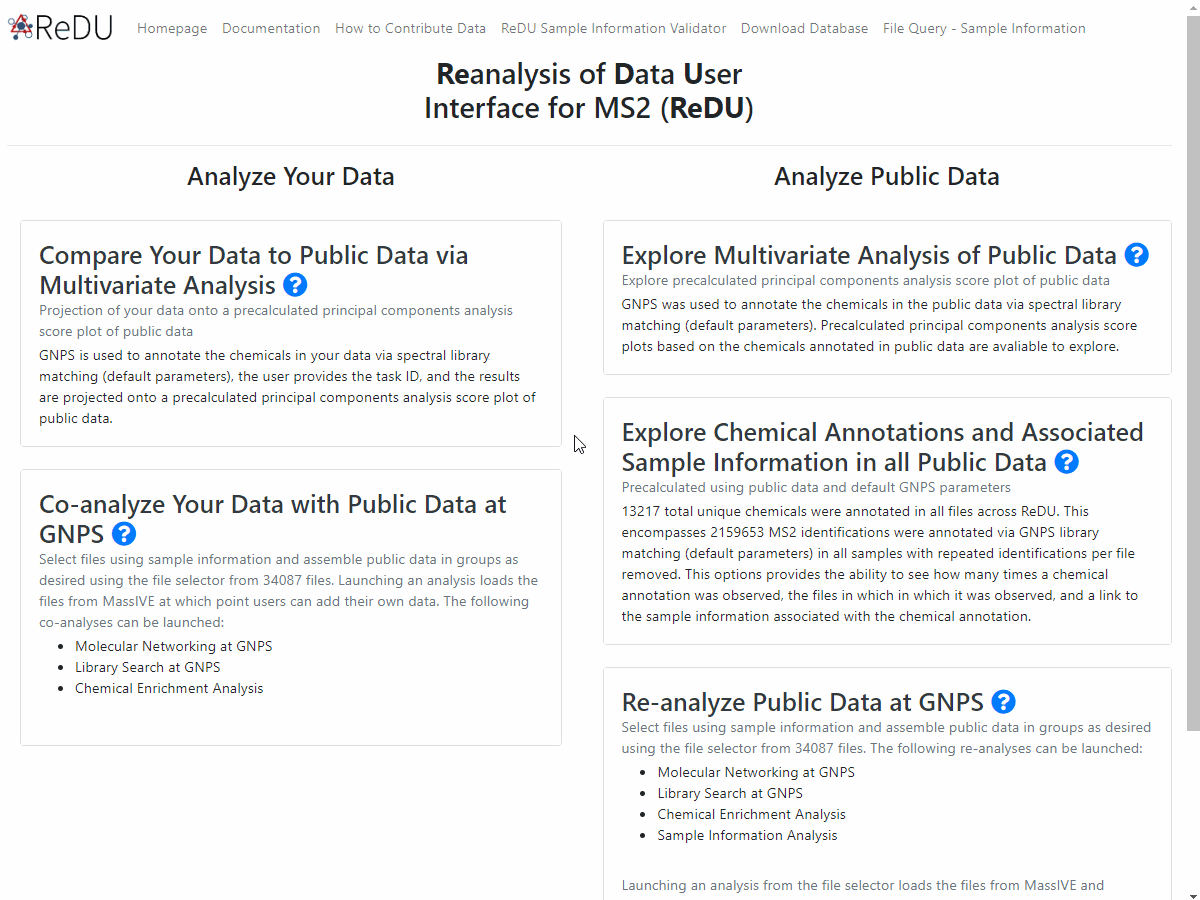 ReDU
Homepage Documentation How to Contribute Data ReDU Sample Information Validator Download Database File Query - Sample Information
Reanalysis of Data User
Interface for MS2 (ReDU)
Analyze Your Data
Compare Your Data to Public Data via
Multivariate Analysis ?
Projection of your data onto a precalculated principal components analysis
score plot of public data
GNPS is used to annotate the chemicals in your data via spectral library
matching (default parameters), the user provides the task ID, and the results
are projected onto a precalculated principal components analysis score plot of
public data.
Co-analyze Your Data with Public Data at
GNPS ?
Select files using sample information and assemble public data in groups as
desired using the file selector from 34087 files. Launching an analysis loads the
files from MassIVE at which point users can add their own data. The following
co-analyses can be launched:
• Molecular Networking at GNPS
• Library Search at GNPS
• Chemical Enrichment Analysis
Analyze Public Data
Explore Multivariate Analysis of Public Data ?
Explore precalculated principal components analysis score plot of public data
GNPS was used to annotate the chemicals in the public data via spectral library
matching (default parameters). Precalculated principal components analysis score
plots based on the chemicals annotated in public data are avaliable to explore.
Explore Chemical Annotations and Associated
Sample Information in all Public Data ?
Precalculated using public data and default GNPS parameters
13217 total unique chemicals were annotated in all files across ReDU. This
encompasses 2159653 MS2 identifications were annotated via GNPS library
matching (default parameters) in all samples with repeated identifications per file
removed. This options provides the ability to see how many times a chemical
annotation was observed, the files in which in which it was observed, and a link to
the sample information associated with the chemical annotation.
Re-analyze Public Data at GNPS ?
Select files using sample information and assemble public data in groups as desired
using the file selector from 34087 files. The following re-analyses can be launched:
• Molecular Networking at GNPS
• Library Search at GNPS
• Chemical Enrichment Analysis
• Sample Information Analysis
Launching an analysis from the file selector loads the files from MassIVE and